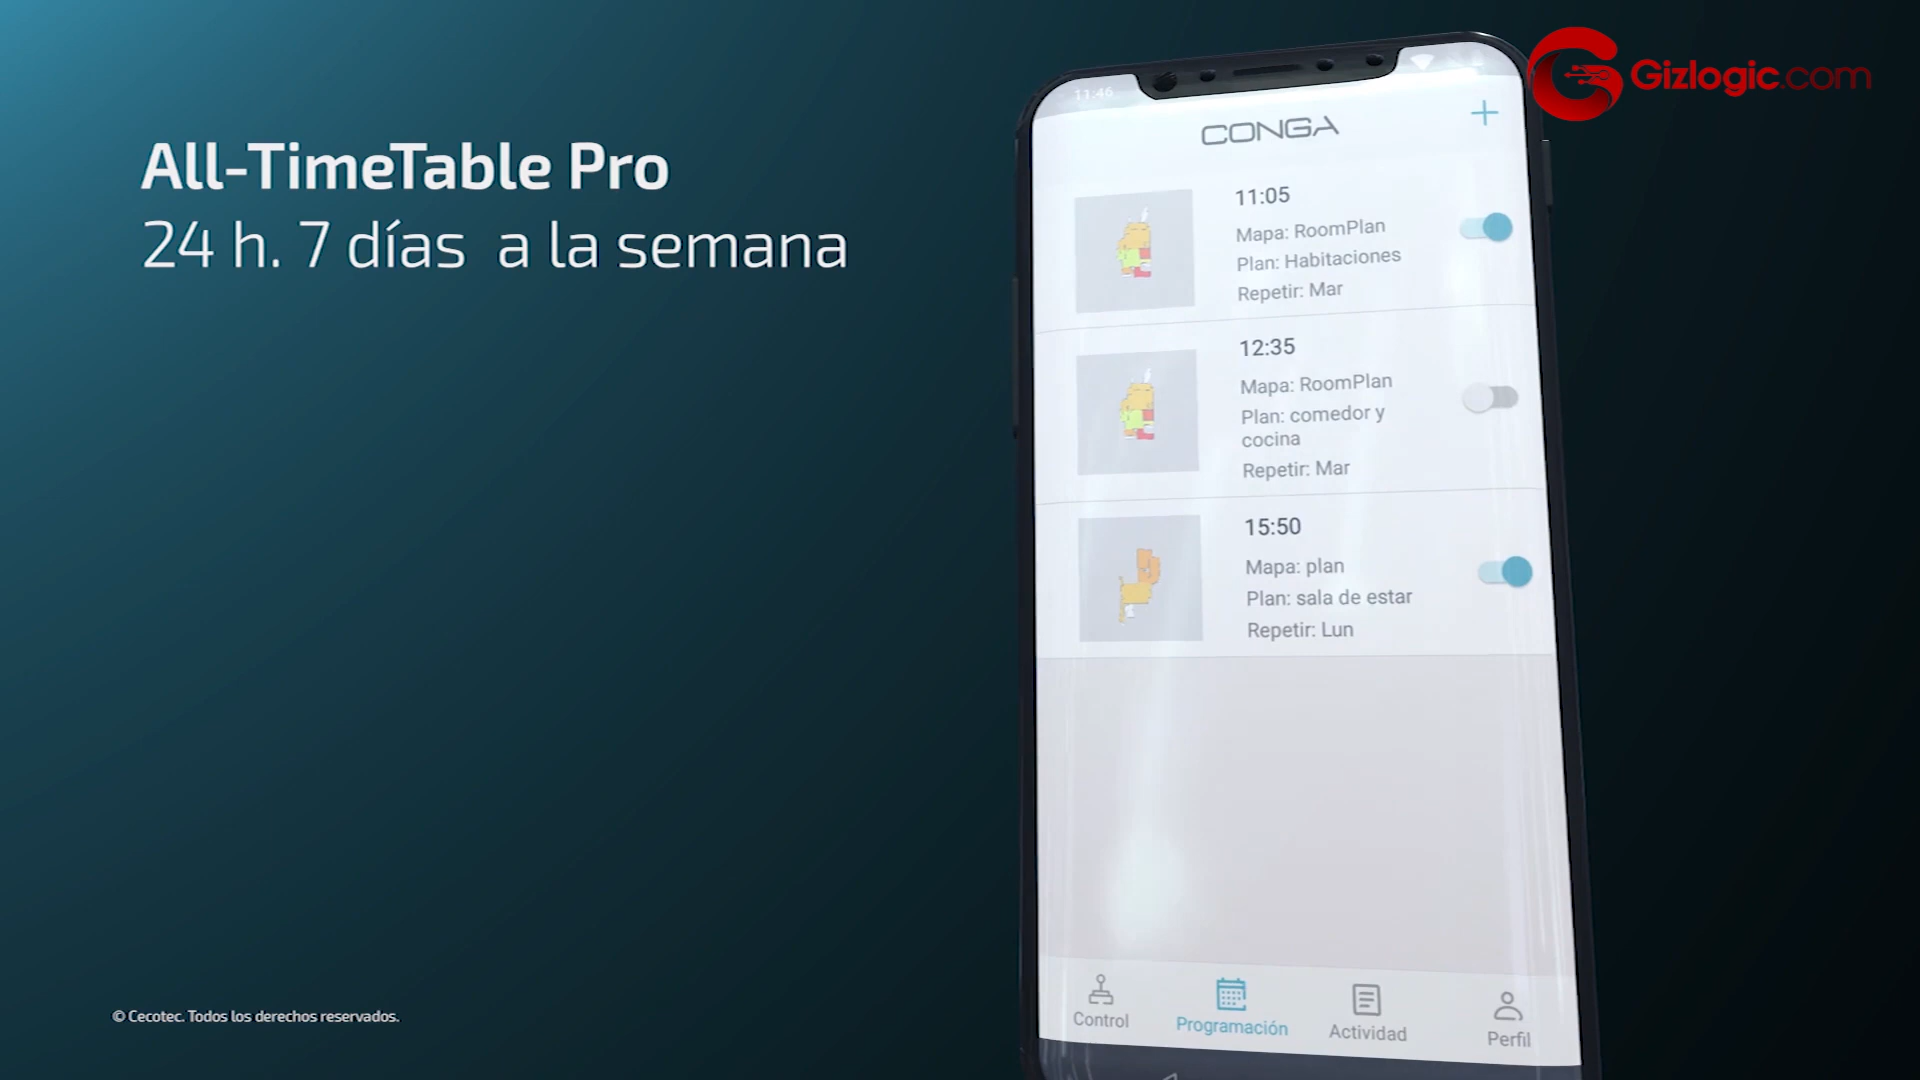 Gizlogic.com
All-TimeTable Pro
24 h. 7 días a la semana
11:46
CONGA
11:05
Mapa: RoomPlan
Plan: Habitaciones
Repetir: Mar
12:35
Mapa: RoomPlan
Plan: comedor y
cocina
Repetir: Mar
15:50
Mapa: plan
Plan: sala de estar
Repetir: Lun
Control
Programación
Actividad
Perfil
© Cecotec. Todos los derechos reservados.